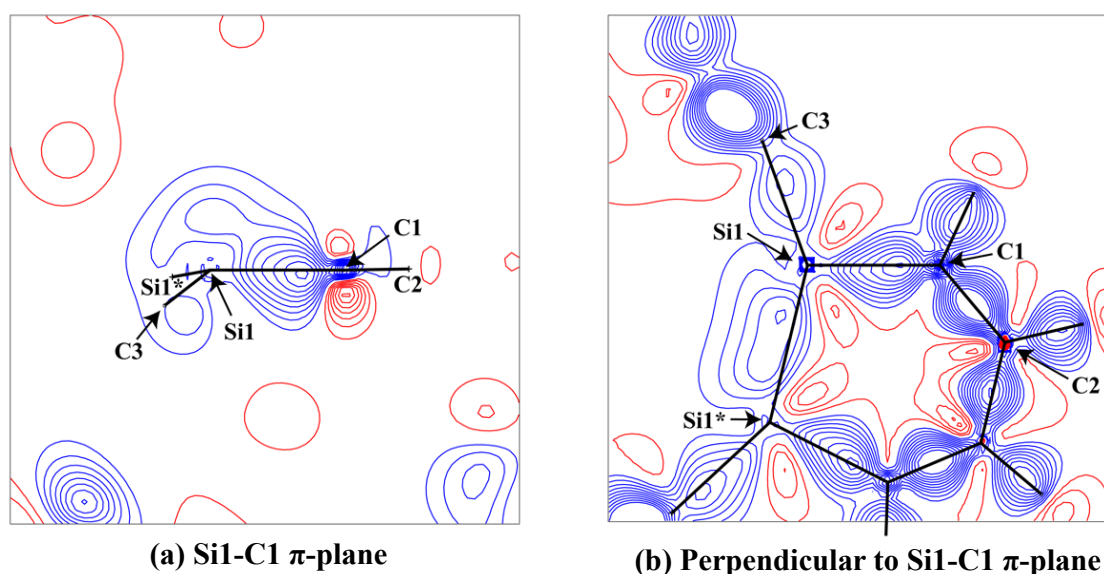 C1
Si1*
C2
C3
Si1
(a) Si1-C1 π-plane
C3
Si1
C1
C2
Si1*
(b) Perpendicular to Si1-C1 π-plane